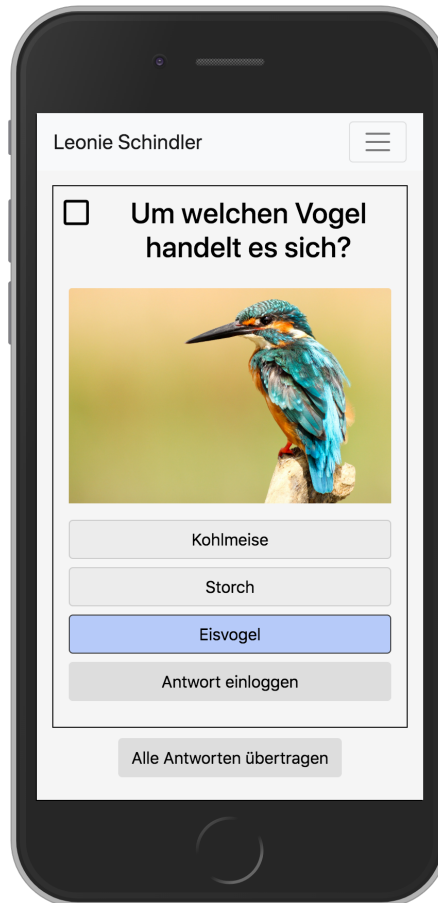 Leonie Schindler
Um welchen Vogel
handelt es sich?
Kohlmeise
Storch
Eisvogel
Antwort einloggen
Alle Antworten übertragen